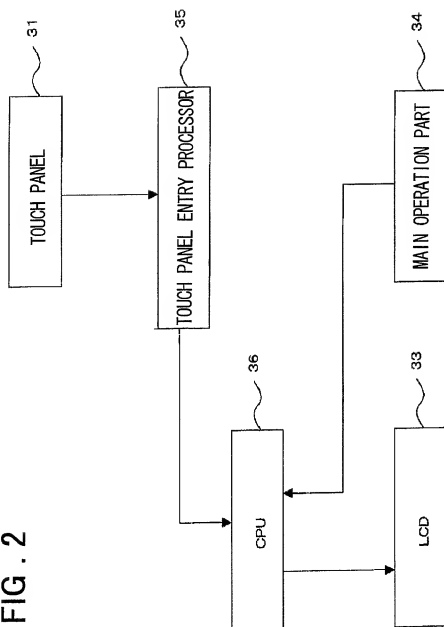 FIG. 2
TOUCH PANEL
31
TOUCH PANEL ENTRY PROCESSOR
35
CPU
36
MAIN OPERATION PART
34
LCD
33